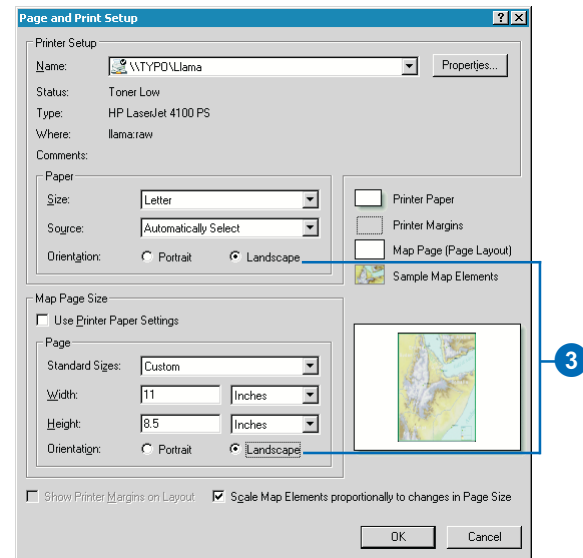 Page and Print Setup
Printer Setup
Name: \\TYPO\Llama Properties...
Status: Toner Low
Type: HP LaserJet 4100 PS
Where: llama:raw
Comments:
Paper
Size: Letter
Source: Automatically Select
Orientation: Portrait Landscape
Printer Paper
Printer Margins
Map Page (Page Layout)
Sample Map Elements
Map Page Size
Use Printer Paper Settings
Page
Standard Sizes: Custom
Width: 11 Inches
Height: 8.5 Inches
Orientation: Portrait Landscape
3
Show Printer Margins on Layout Scale Map Elements proportionally to changes in Page Size
OK Cancel